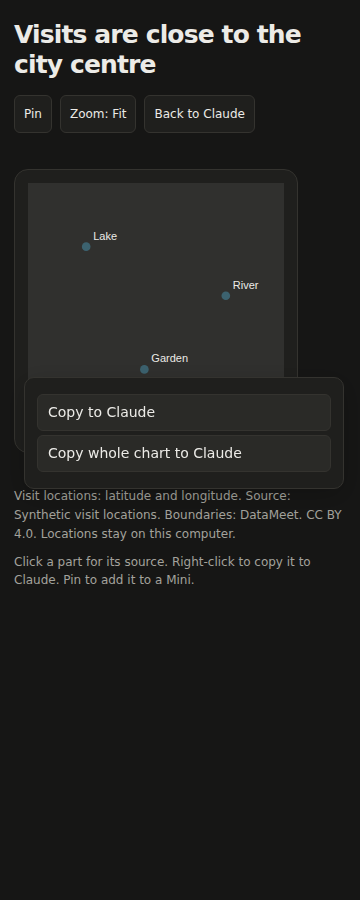 Visits are close to the
city centre
Pin
Zoom: Fit
Back to Claude
Lake
River
Garden
Copy to Claude
Copy whole chart to Claude
Visit locations: latitude and longitude. Source:
Synthetic visit locations. Boundaries: DataMeet. CC BY
4.0. Locations stay on this computer.
Click a part for its source. Right-click to copy it to
Claude. Pin to add it to a Mini.